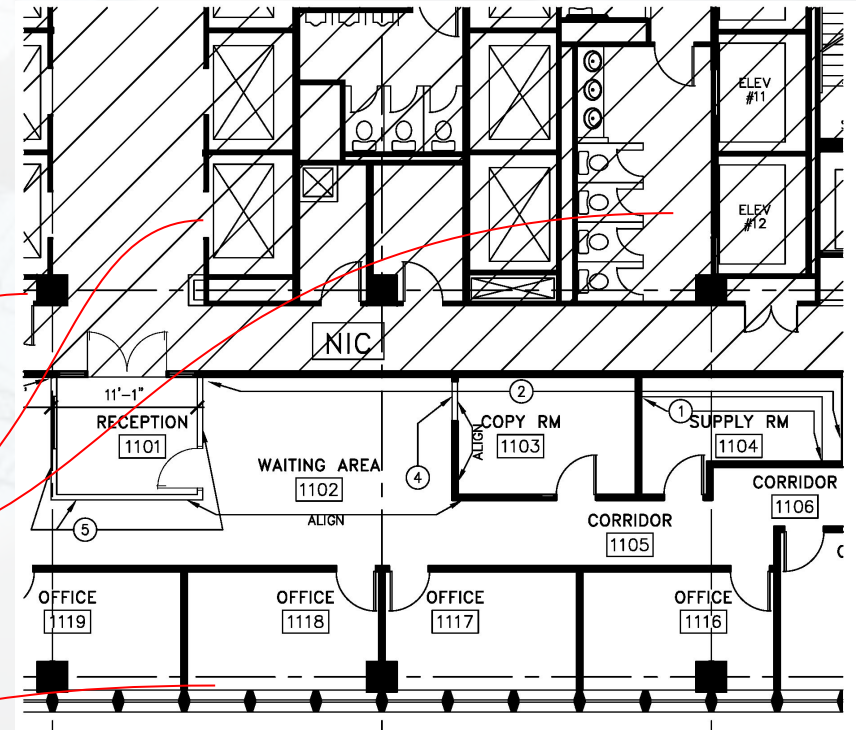 ELEV
#11
ELEV
#12
NIC
11'-1"
2
1
RECEPTION
1101
COPY RM
1103
SUPPLY RM
1104
ALIGN
WAITING AREA
1102
4
CORRIDOR
1106
5
ALIGN
CORRIDOR
1105
OFFICE
1119
OFFICE
1118
OFFICE
1117
OFFICE
1116